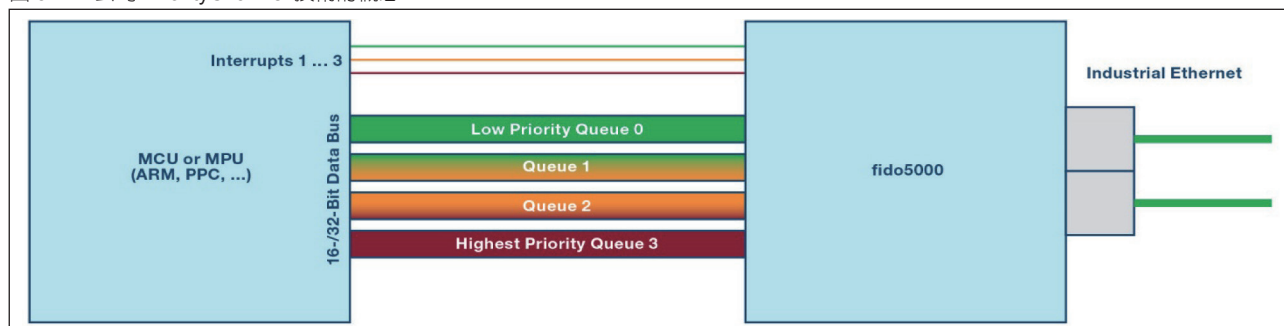 Interrupts 1 ... 3
Industrial Ethernet
16-/32-Bit Data Bus
Low Priority Queue 0
MCU or MPU
(ARM, PPC, ...)
Queue 1
fido5000
Queue 2
Highest Priority Queue 3